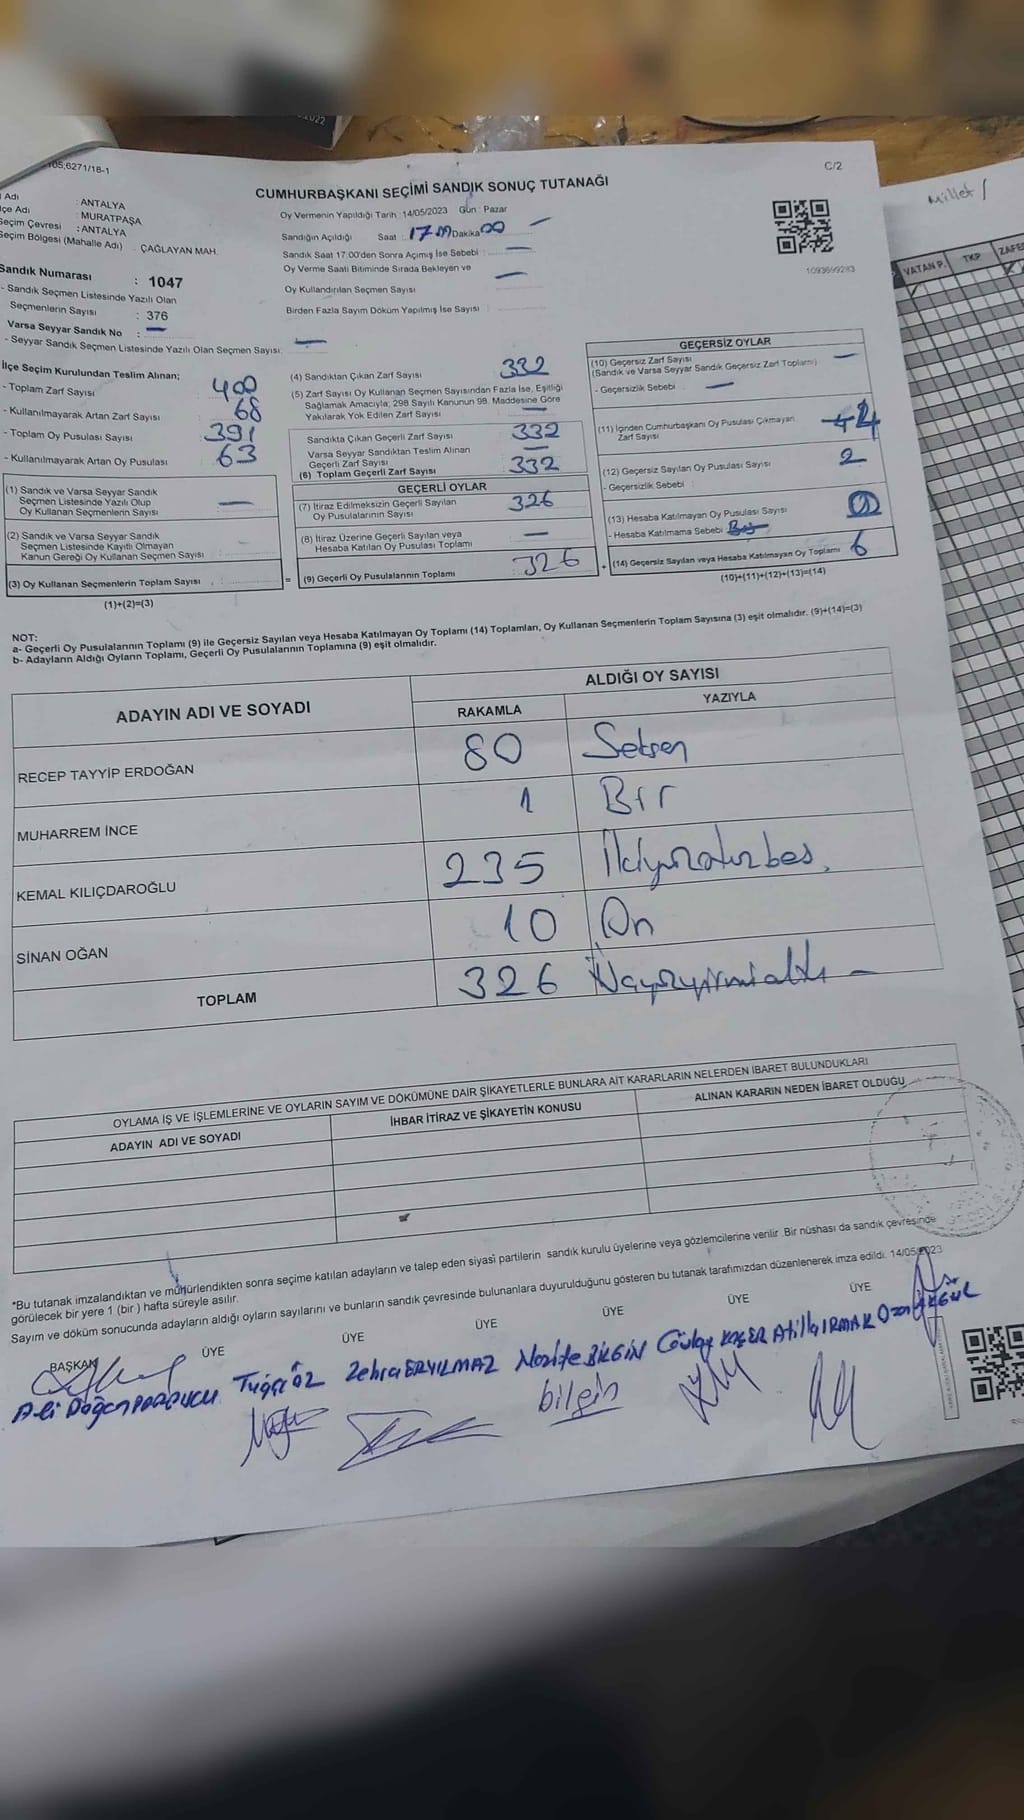 105,6271/18-1
C/2
CUMHURBAŞKANI SEÇİMİ SANDIK SONUÇ TUTANAĞI
Millet /
Adı : ANTALYA
çe Adı : MURATPAŞA
Seçim Çevresi : ANTALYA
Seçim Bölgesi (Mahalle Adı) : ÇAĞLAYAN MAH.
Oy Vermenin Yapıldığı Tarih : 14/05/2023 Gün : Pazar
Sandığın Açıldığı Saat : 17.00 Dakika 00
Sandık Saat 17:00'den Sonra Açımış İse Sebebi : —
Oy Verme Saati Bitiminde Sırada Bekleyen ve
Oy Kullandırılan Seçmen Sayısı : —
Birden Fazla Sayım Döküm Yapılmış İse Sayısı :
1093699293
VATAN P. TKP ZAFE
Sandık Numarası : 1047
- Sandık Seçmen Listesinde Yazılı Olan
Seçmenlerin Sayısı : 376
Varsa Seyyar Sandık No : —
- Seyyar Sandık Seçmen Listesinde Yazılı Olan Seçmen Sayısı: —
İlçe Seçim Kurulundan Teslim Alınan;
- Toplam Zarf Sayısı 400
- Kullanılmayarak Artan Zarf Sayısı 68
- Toplam Oy Pusulası Sayısı 391
- Kullanılmayarak Artan Oy Pusulası 63
(1) Sandık ve Varsa Seyyar Sandık
Seçmen Listesinde Yazılı Olup
Oy Kullanan Seçmenlerin Sayısı —
(2) Sandık ve Varsa Seyyar Sandık
Seçmen Listesinde Kayıtlı Olmayan
Kanun Gereği Oy Kullanan Seçmen Sayısı
(3) Oy Kullanan Seçmenlerin Toplam Sayısı
(1)+(2)=(3)
(4) Sandıktan Çıkan Zarf Sayısı 332
(5) Zarf Sayısı Oy Kullanan Seçmen Sayısından Fazla İse, Eşitliği
Sağlamak Amacıyla; 298 Sayılı Kanunun 98. Maddesine Göre
Yakılarak Yok Edilen Zarf Sayısı —
Sandıkta Çıkan Geçerli Zarf Sayısı 332
Varsa Seyyar Sandıktan Teslim Alınan
Geçerli Zarf Sayısı —
(6) Toplam Geçerli Zarf Sayısı 332
GEÇERLİ OYLAR
(7) İtiraz Edilmeksizin Geçerli Sayılan
Oy Pusulalarının Sayısı 326
(8) İtiraz Üzerine Geçerli Sayılan veya
Hesaba Katılan Oy Pusulası Toplamı —
= (9) Geçerli Oy Pusulalarının Toplamı 326
GEÇERSİZ OYLAR
(10) Geçersiz Zarf Sayısı
(Sandık ve Varsa Seyyar Sandık Geçersiz Zarf Toplamı) —
- Geçersizlik Sebebi : —
(11) İçinden Cumhurbaşkanı Oy Pusulası Çıkmayan
Zarf Sayısı 4
(12) Geçersiz Sayılan Oy Pusulası Sayısı 2
- Geçersizlik Sebebi :
(13) Hesaba Katılmayan Oy Pusulası Sayısı
- Hesaba Katılmama Sebebi :
+ (14) Geçersiz Sayılan veya Hesaba Katılmayan Oy Toplamı 6
(10)+(11)+(12)+(13)=(14)
NOT:
a- Geçerli Oy Pusulalarının Toplamı (9) ile Geçersiz Sayılan veya Hesaba Katılmayan Oy Toplamı (14) Toplamları, Oy Kullanan Seçmenlerin Toplam Sayısına (3) eşit olmalıdır. (9)+(14)=(3)
b- Adayların Aldığı Oyların Toplamı, Geçerli Oy Pusulalarının Toplamına (9) eşit olmalıdır.
ADAYIN ADI VE SOYADI ALDIĞI OY SAYISI
RAKAMLA YAZIYLA
RECEP TAYYİP ERDOĞAN 80 Seksen
MUHARREM İNCE 1 Bir
KEMAL KILIÇDAROĞLU 235 İkiyüzotuzbeş
SİNAN OĞAN 10 On
TOPLAM 326 Üçyüzyirmialtı —
OYLAMA İŞ VE İŞLEMLERİNE VE OYLARIN SAYIM VE DÖKÜMÜNE DAİR ŞİKAYETLERLE BUNLARA AİT KARARLARIN NELERDEN İBARET BULUNDUKLARI
ADAYIN ADI VE SOYADI İHBAR İTİRAZ VE ŞİKAYETİN KONUSU ALINAN KARARIN NEDEN İBARET OLDUĞU
*Bu tutanak imzalandıktan ve mühürlendikten sonra seçime katılan adayların ve talep eden siyasi partilerin sandık kurulu üyelerine veya gözlemcilerine verilir. Bir nüshası da sandık çevresinde
görülecek bir yere 1 (bir) hafta süreyle asılır.
Sayım ve döküm sonucunda adayların aldığı oyların sayılarını ve bunların sandık çevresinde bulunanlara duyurulduğunu gösteren bu tutanak tarafımızdan düzenlenerek imza edildi. 14/05/2023
BAŞKAN ÜYE ÜYE ÜYE ÜYE ÜYE ÜYE
Ali Doğan PABUCU Tuğçe ÖZ Zehra ERYILMAZ Nazife BİLGİN Gülay Atilla IRMAK Ozan AKGÜL
bilgin